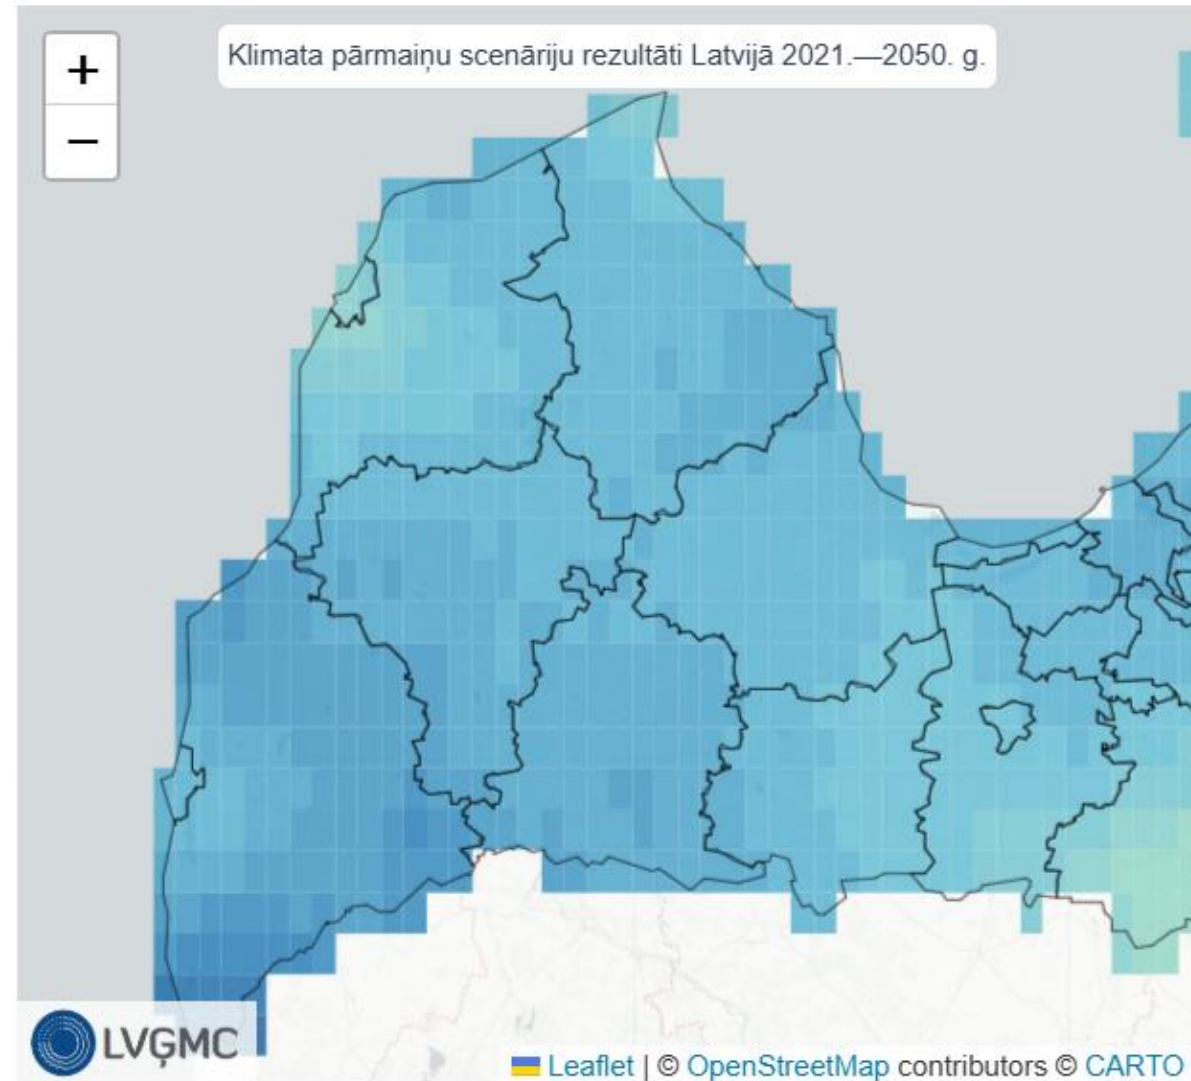 +
Klimata pārmaiņu scenāriju rezultāti Latvijā 2021.—2050. g.
−
LVĢMC
Leaflet | © OpenStreetMap contributors © CARTO